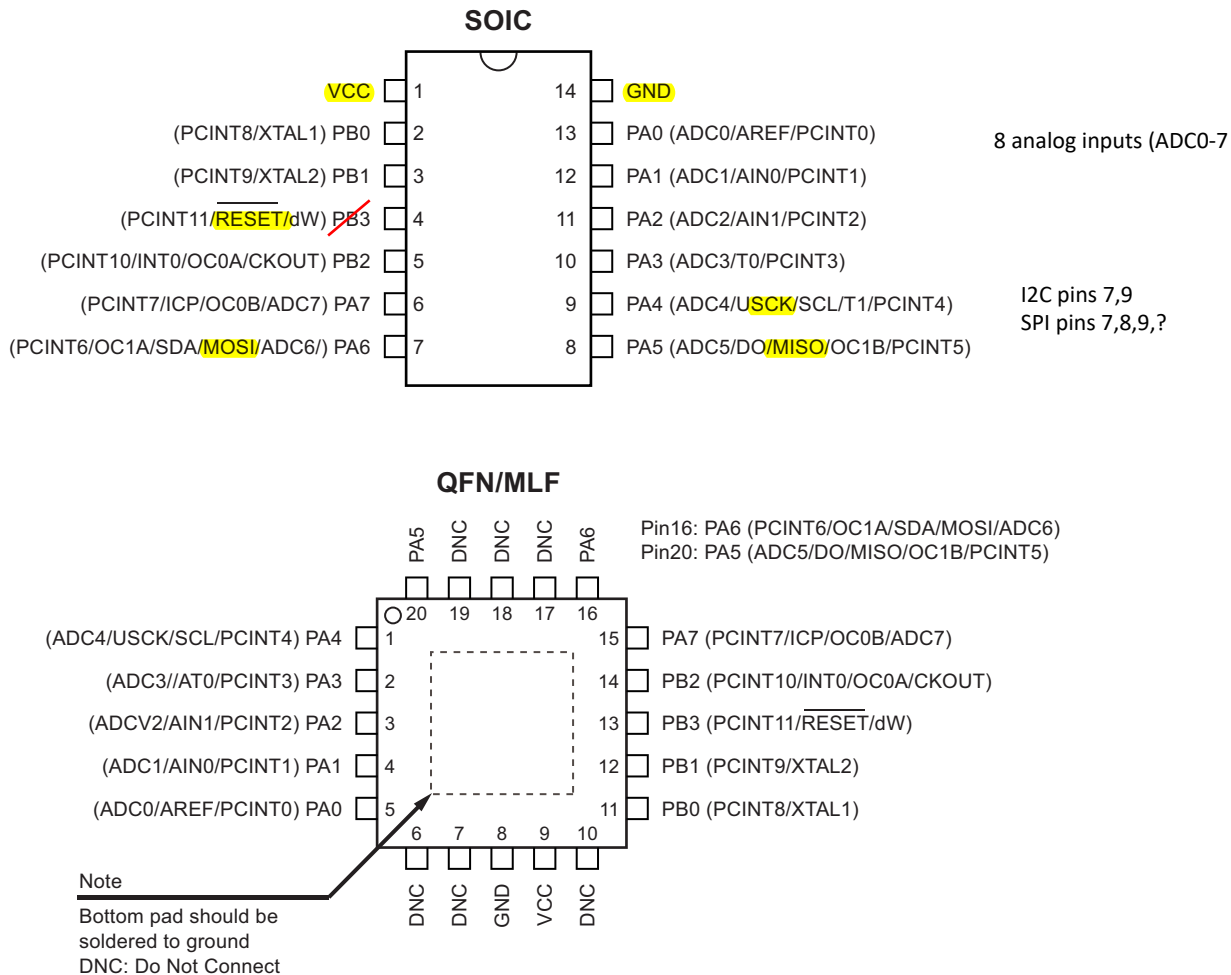 SOIC
VCC 1 14 GND
(PCINT8/XTAL1) PB0 2 13 PA0 (ADC0/AREF/PCINT0)
8 analog inputs (ADC0-7
(PCINT9/XTAL2) PB1 3 12 PA1 (ADC1/AIN0/PCINT1)
(PCINT11/RESET/dW) PB3 4 11 PA2 (ADC2/AIN1/PCINT2)
(PCINT10/INT0/OC0A/CKOUT) PB2 5 10 PA3 (ADC3/T0/PCINT3)
(PCINT7/ICP/OC0B/ADC7) PA7 6 9 PA4 (ADC4/USCK/SCL/T1/PCINT4)
(PCINT6/OC1A/SDA/MOSI/ADC6/) PA6 7 8 PA5 (ADC5/DO/MISO/OC1B/PCINT5)
I2C pins 7,9
SPI pins 7,8,9,?
QFN/MLF
PA5 DNC DNC DNC PA6
Pin16: PA6 (PCINT6/OC1A/SDA/MOSI/ADC6)
Pin20: PA5 (ADC5/DO/MISO/OC1B/PCINT5)
20 19 18 17 16
(ADC4/USCK/SCL/PCINT4) PA4 1 15 PA7 (PCINT7/ICP/OC0B/ADC7)
(ADC3//AT0/PCINT3) PA3 2 14 PB2 (PCINT10/INT0/OC0A/CKOUT)
(ADCV2/AIN1/PCINT2) PA2 3 13 PB3 (PCINT11/RESET/dW)
(ADC1/AIN0/PCINT1) PA1 4 12 PB1 (PCINT9/XTAL2)
(ADC0/AREF/PCINT0) PA0 5 11 PB0 (PCINT8/XTAL1)
6 7 8 9 10
DNC DNC GND VCC DNC
Note
Bottom pad should be
soldered to ground
DNC: Do Not Connect